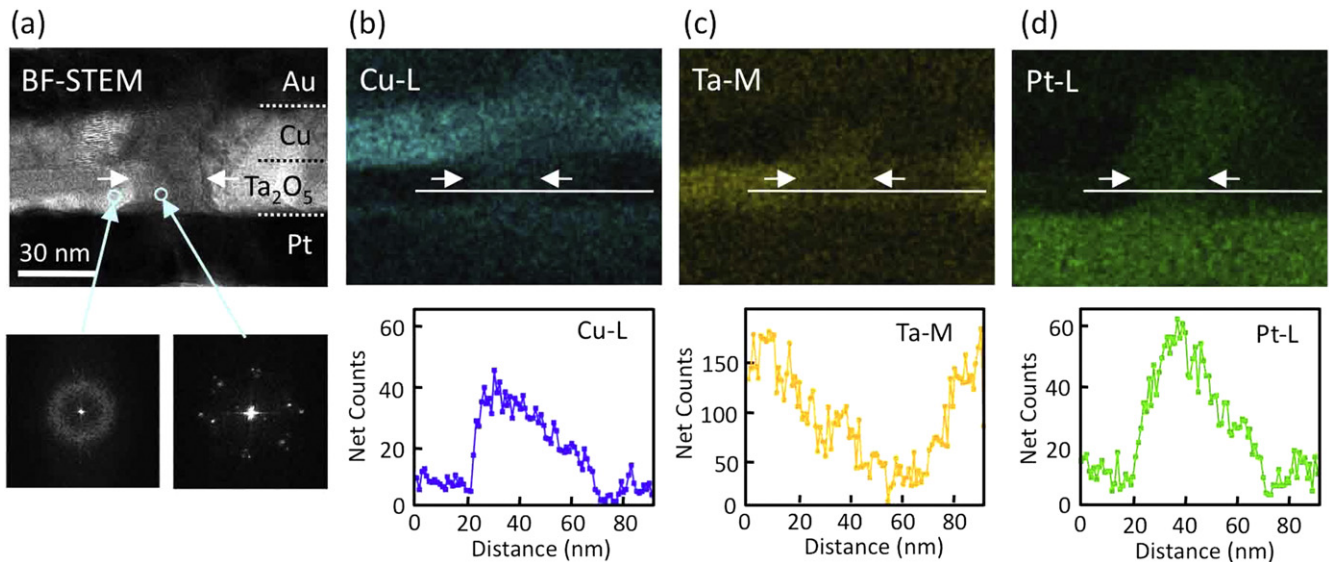 (a)
BF-STEM
Au
Cu
Ta₂O₅
Pt
30 nm
(b)
Cu-L
60
40
20
0
Net Counts
Cu-L
0 20 40 60 80
Distance (nm)
(c)
Ta-M
150
100
50
0
Net Counts
Ta-M
0 20 40 60 80
Distance (nm)
(d)
Pt-L
60
40
20
0
Net Counts
Pt-L
0 20 40 60 80
Distance (nm)